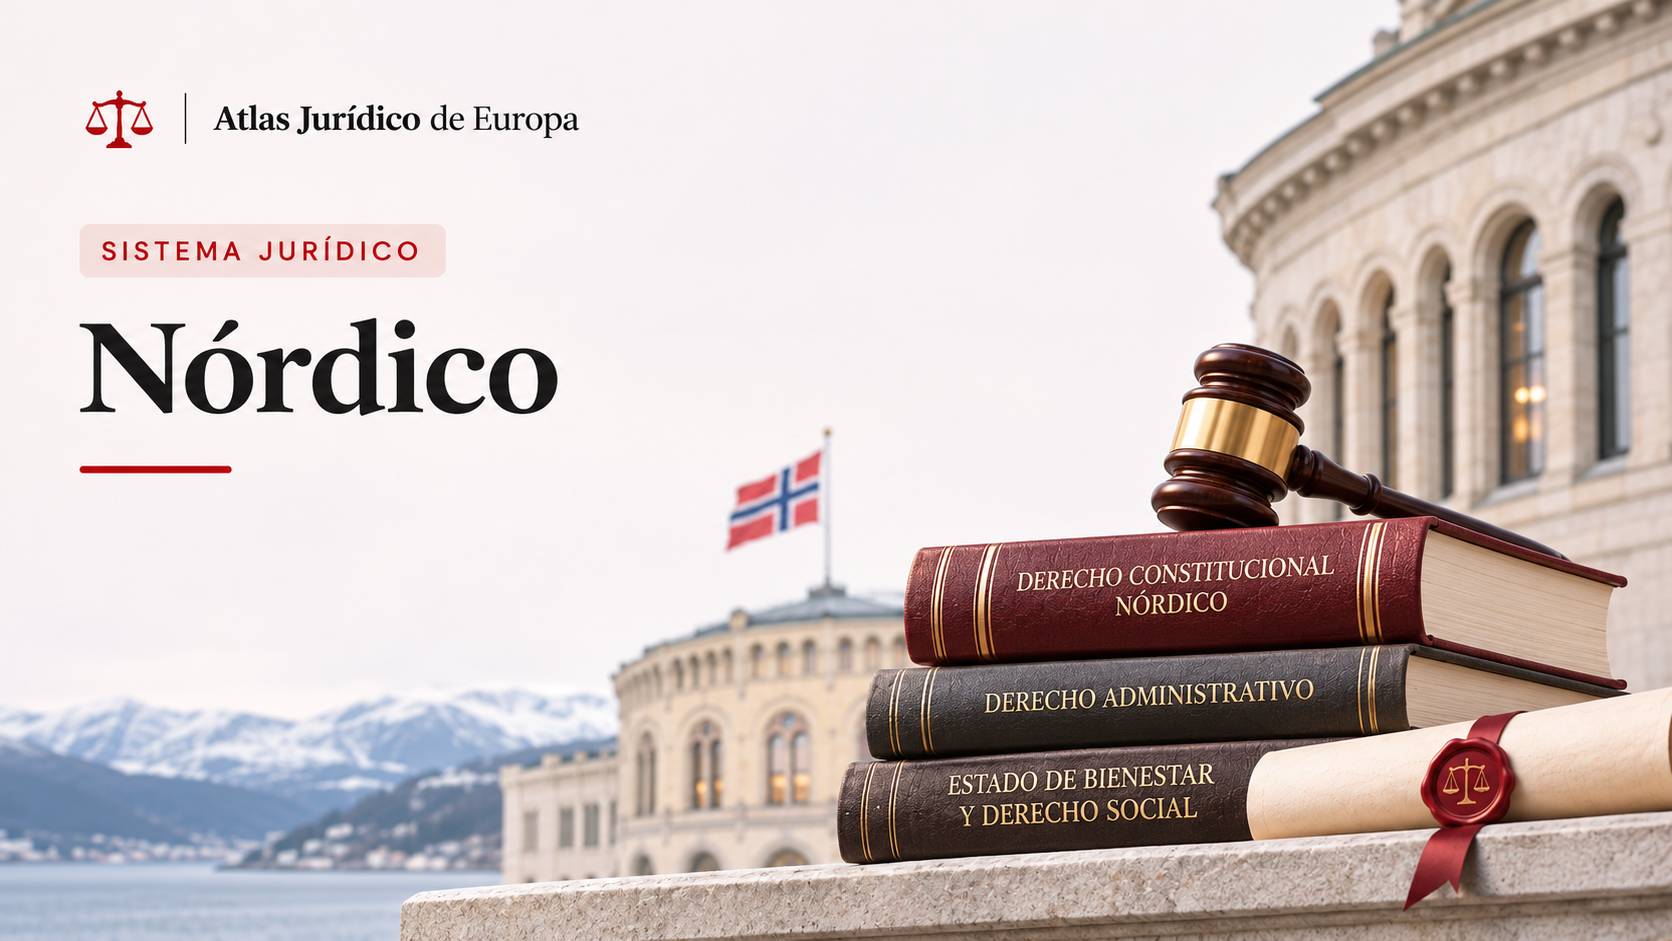 Atlas Jurídico de Europa
SISTEMA JURÍDICO
Nórdico
DERECHO CONSTITUCIONAL
NÓRDICO
DERECHO ADMINISTRATIVO
ESTADO DE BIENESTAR
Y DERECHO SOCIAL